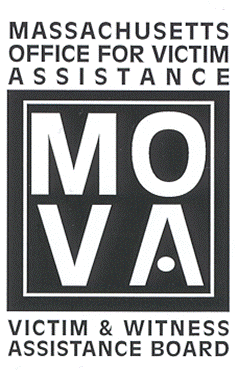 MASSACHUSETTS
OFFICE FOR VICTIM
ASSISTANCE
MO
VA
VICTIM & WITNESS
ASSISTANCE BOARD